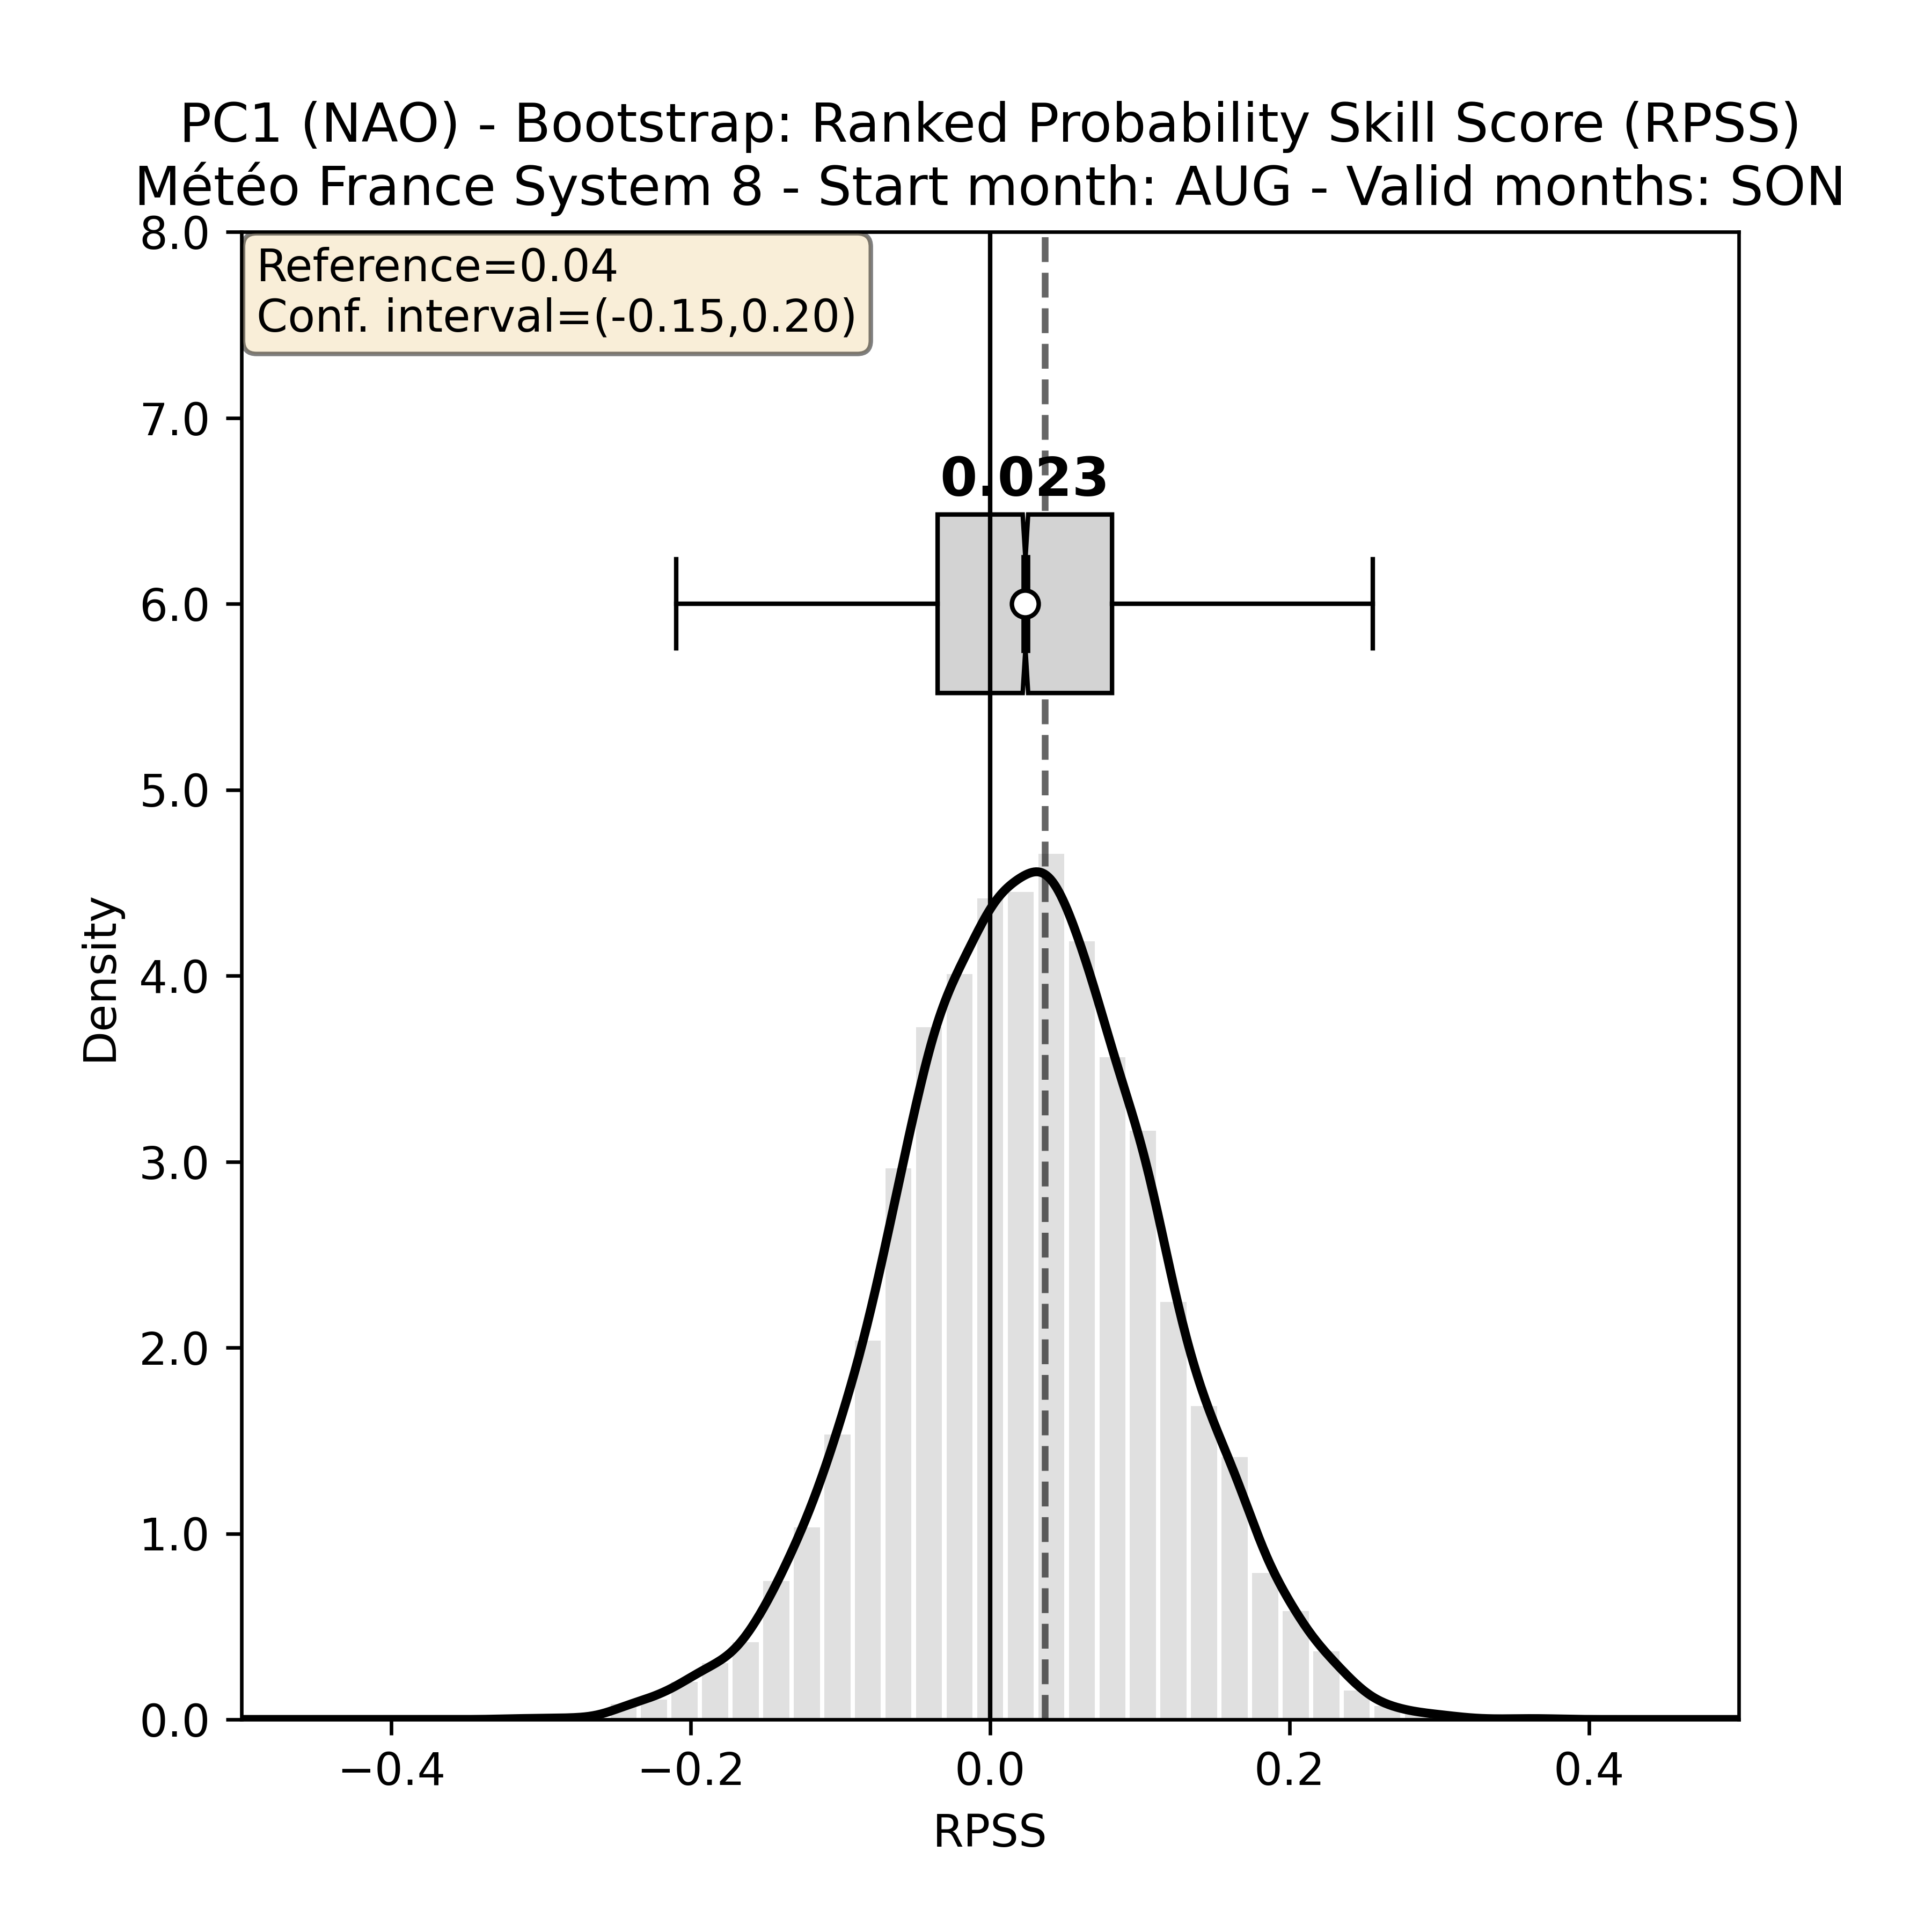 PC1 (NAO) - Bootstrap: Ranked Probability Skill Score (RPSS)
Météo France System 8 - Start month: AUG - Valid months: SON
Reference=0.04
Conf. interval=(-0.15,0.20)
0.023
8.0
7.0
6.0
5.0
4.0
3.0
2.0
1.0
0.0
Density
−0.4 −0.2 0.0 0.2 0.4
RPSS